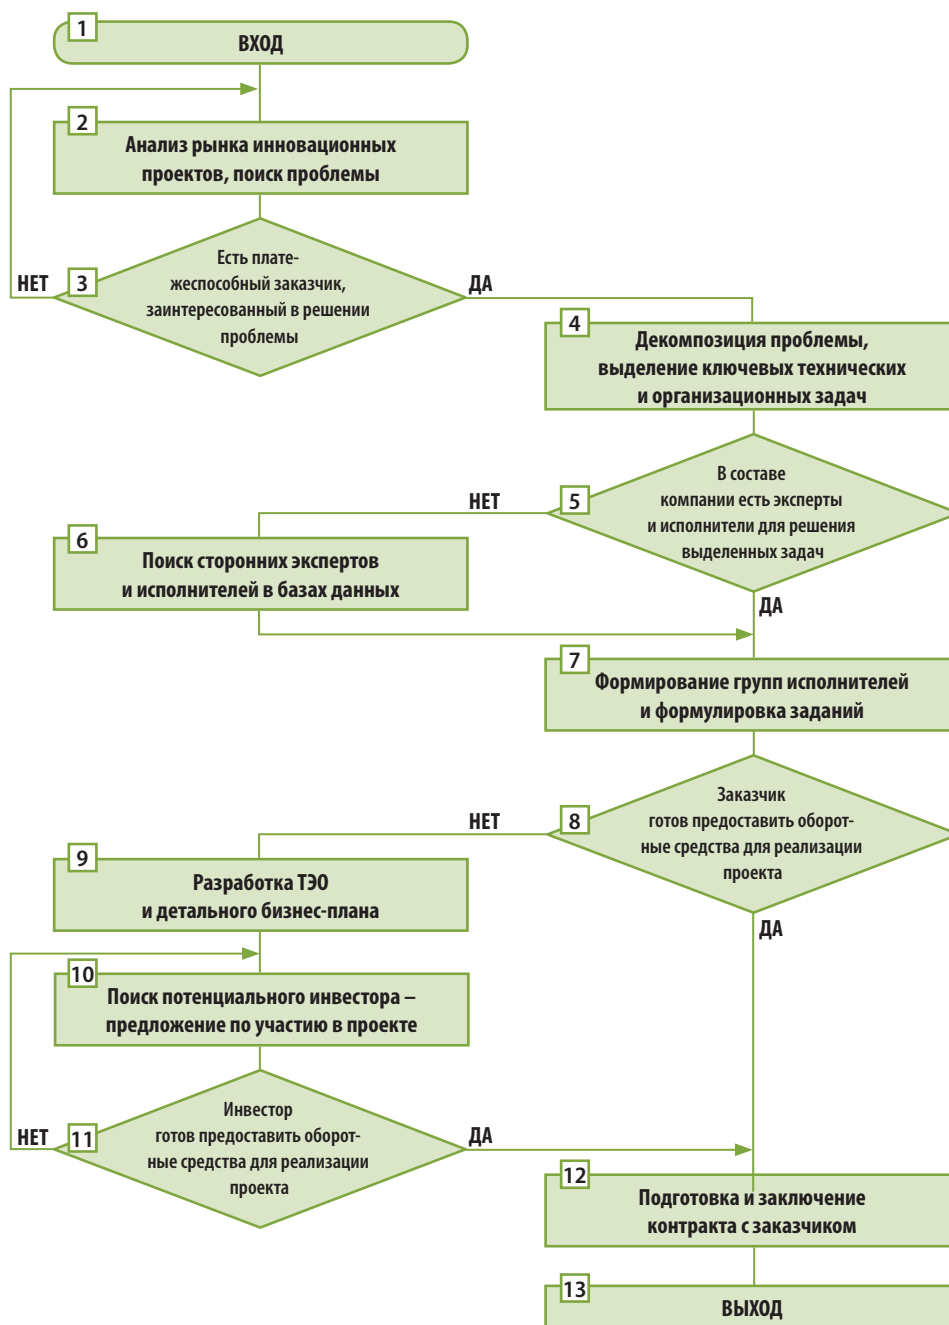 1
ВХОД
2
Анализ рынка инновационных
проектов, поиск проблемы
Есть плате-
НЕТ
3
жеспособный заказчик,
ДА
заинтересованный в решении
проблемы
4
Декомпозиция проблемы,
выделение ключевых технических
и организационных задач
В составе
НЕТ
5
компании есть эксперты
и исполнители для решения
выделенных задач
6
Поиск сторонних экспертов
и исполнителей в базах данных
ДА
7
Формирование групп исполнителей
и формулировка заданий
Заказчик
НЕТ
8
готов предоставить оборот-
ные средства для реализации
проекта
9
Разработка ТЭО
и детального бизнес-плана
ДА
10
Поиск потенциального инвестора –
предложение по участию в проекте
Инвестор
НЕТ
11
готов предоставить оборот-
ДА
ные средства для реализации
проекта
12
Подготовка и заключение
контракта с заказчиком
13
ВЫХОД